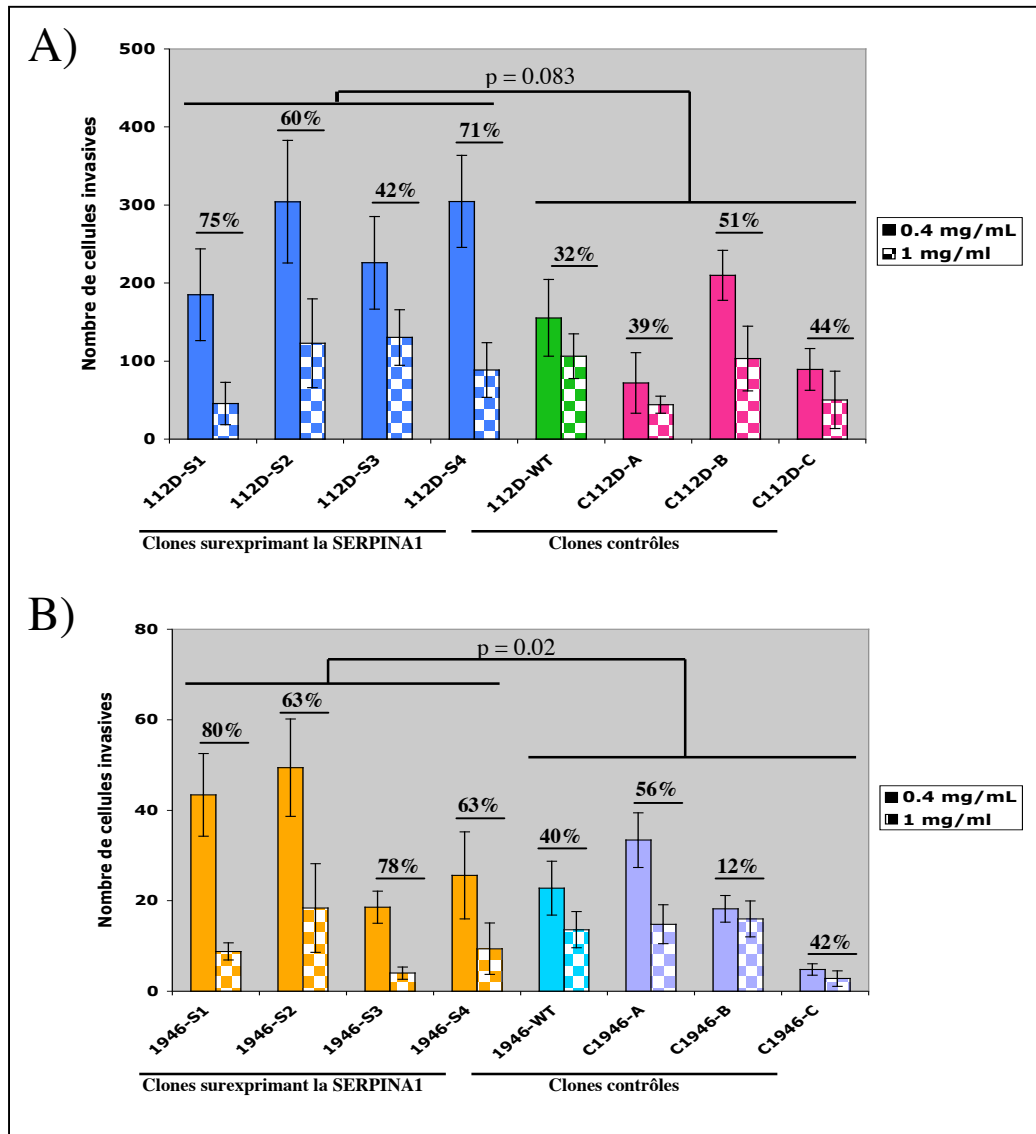 A)
500
400
300
200
100
0
Nombre de cellules invasives
p = 0.083
75%
60%
42%
71%
32%
39%
51%
44%
0.4 mg/mL
1 mg/ml
112D-S1
112D-S2
112D-S3
112D-S4
112D-WT
C112D-A
C112D-B
C112D-C
Clones surexprimant la SERPINA1
Clones contrôles
B)
80
60
40
20
0
Nombre de cellules invasives
p = 0.02
80%
63%
78%
63%
40%
56%
12%
42%
0.4 mg/mL
1 mg/ml
1946-S1
1946-S2
1946-S3
1946-S4
1946-WT
C1946-A
C1946-B
C1946-C
Clones surexprimant la SERPINA1
Clones contrôles